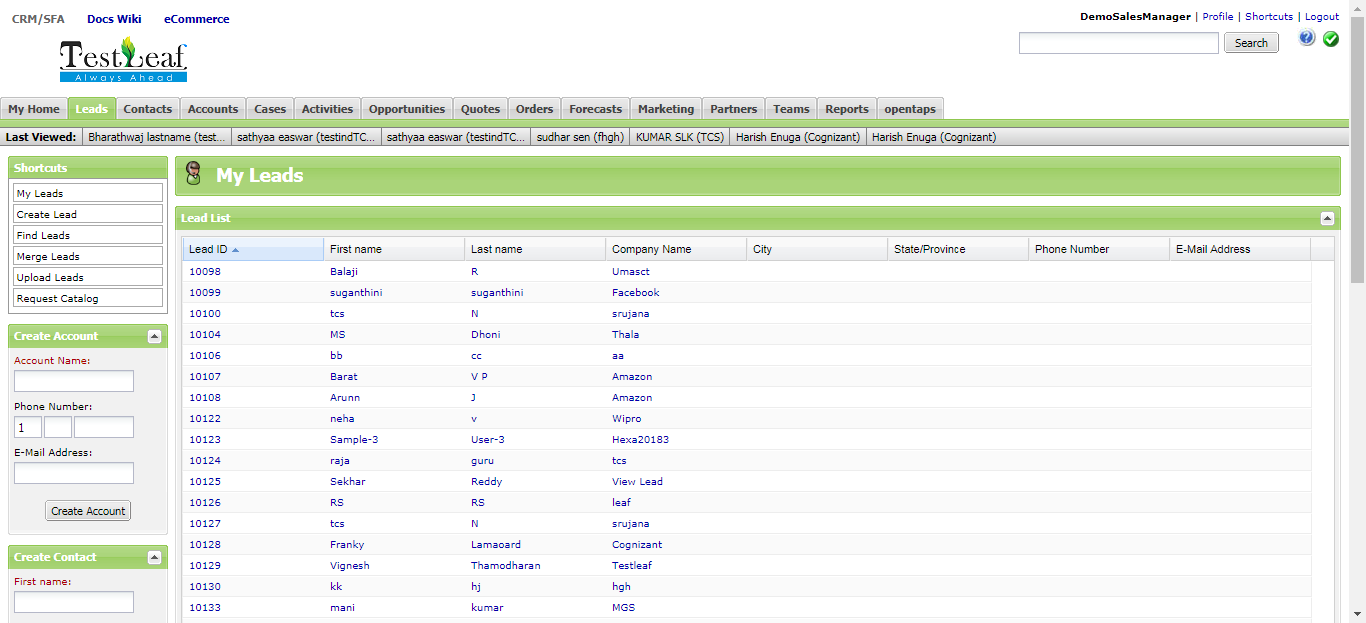 CRM/SFA Docs Wiki eCommerce
DemoSalesManager | Profile | Shortcuts | Logout
TestLeaf
Always Ahead
Search
?
My Home Leads Contacts Accounts Cases Activities Opportunities Quotes Orders Forecasts Marketing Partners Teams Reports opentaps
Last Viewed: Bharathwaj lastname (test... sathyaa easwar (testindTC... sathyaa easwar (testindTC... sudhar sen (fhgh) KUMAR SLK (TCS) Harish Enuga (Cognizant) Harish Enuga (Cognizant)
Shortcuts
My Leads
Create Lead
Find Leads
Merge Leads
Upload Leads
Request Catalog
Create Account
Account Name:
Phone Number:
1
E-Mail Address:
Create Account
Create Contact
First name:
My Leads
Lead List
Lead ID First name Last name Company Name City State/Province Phone Number E-Mail Address
10098 Balaji R Umasct
10099 suganthini suganthini Facebook
10100 tcs N srujana
10104 MS Dhoni Thala
10106 bb cc aa
10107 Barat V P Amazon
10108 Arunn J Amazon
10122 neha v Wipro
10123 Sample-3 User-3 Hexa20183
10124 raja guru tcs
10125 Sekhar Reddy View Lead
10126 RS RS leaf
10127 tcs N srujana
10128 Franky Lamaoard Cognizant
10129 Vignesh Thamodharan Testleaf
10130 kk hj hgh
10133 mani kumar MGS